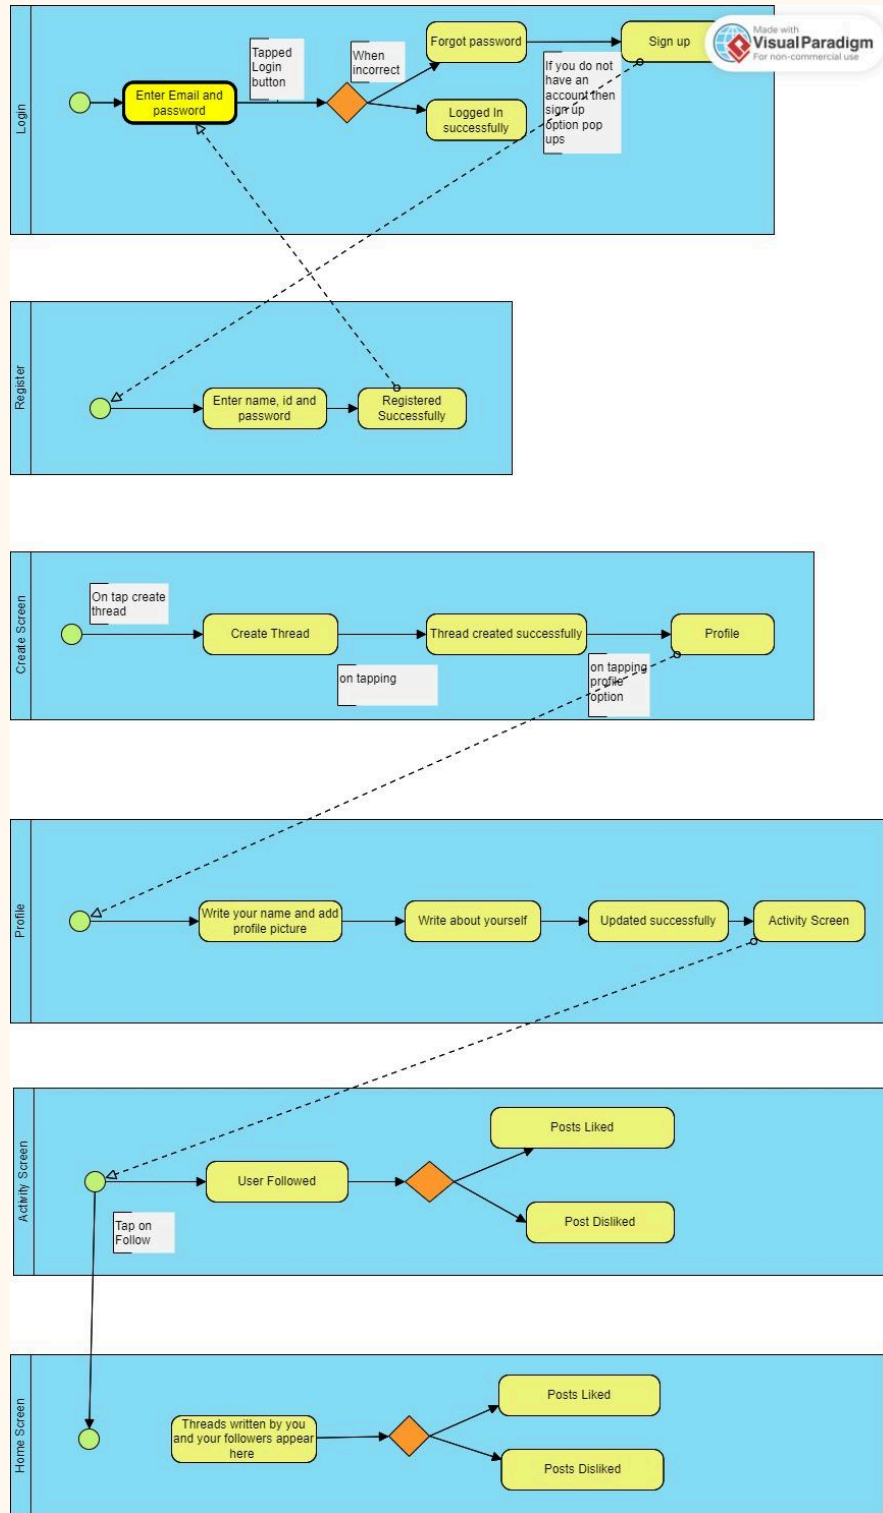 Login
Enter Email and
password
Tapped
Login
button
When
incorrect
Forgot password
Logged In
successfully
If you do not
have an
account then
sign up
option pop
ups
Sign up
Made with
Visual Paradigm
For non-commercial use
Register
Enter name, id and
password
Registered
Successfully
Create Screen
On tap create
thread
Create Thread
on tapping
Thread created successfully
on tapping
profile
option
Profile
Profile
Write your name and add
profile picture
Write about yourself
Updated successfully
Activity Screen
Activity Screen
Tap on
Follow
User Followed
Posts Liked
Post Disliked
Home Screen
Threads written by you
and your followers appear
here
Posts Liked
Posts Disliked